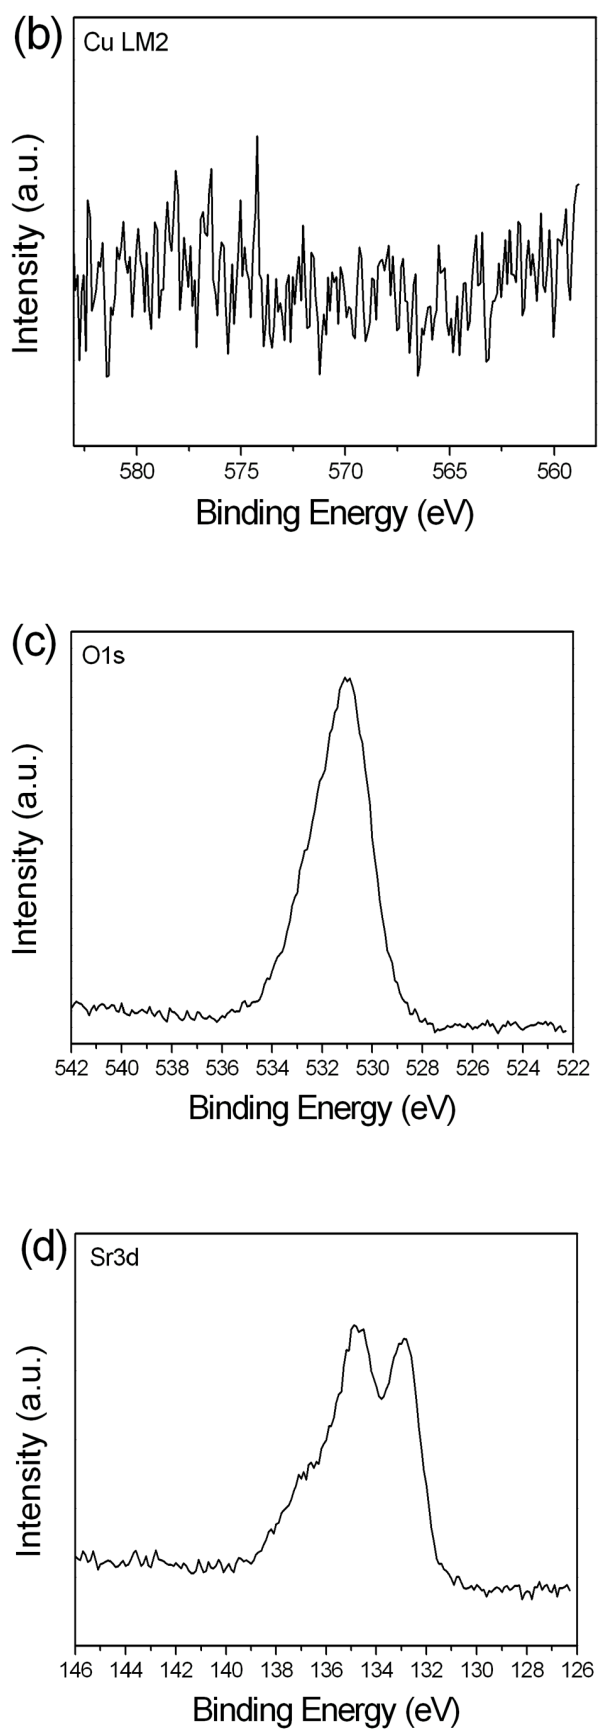 (b)
Cu LM2
Intensity (a.u.)
580 575 570 565 560
Binding Energy (eV)
(c)
O1s
Intensity (a.u.)
542 540 538 536 534 532 530 528 526 524 522
Binding Energy (eV)
(d)
Sr3d
Intensity (a.u.)
146 144 142 140 138 136 134 132 130 128 126
Binding Energy (eV)